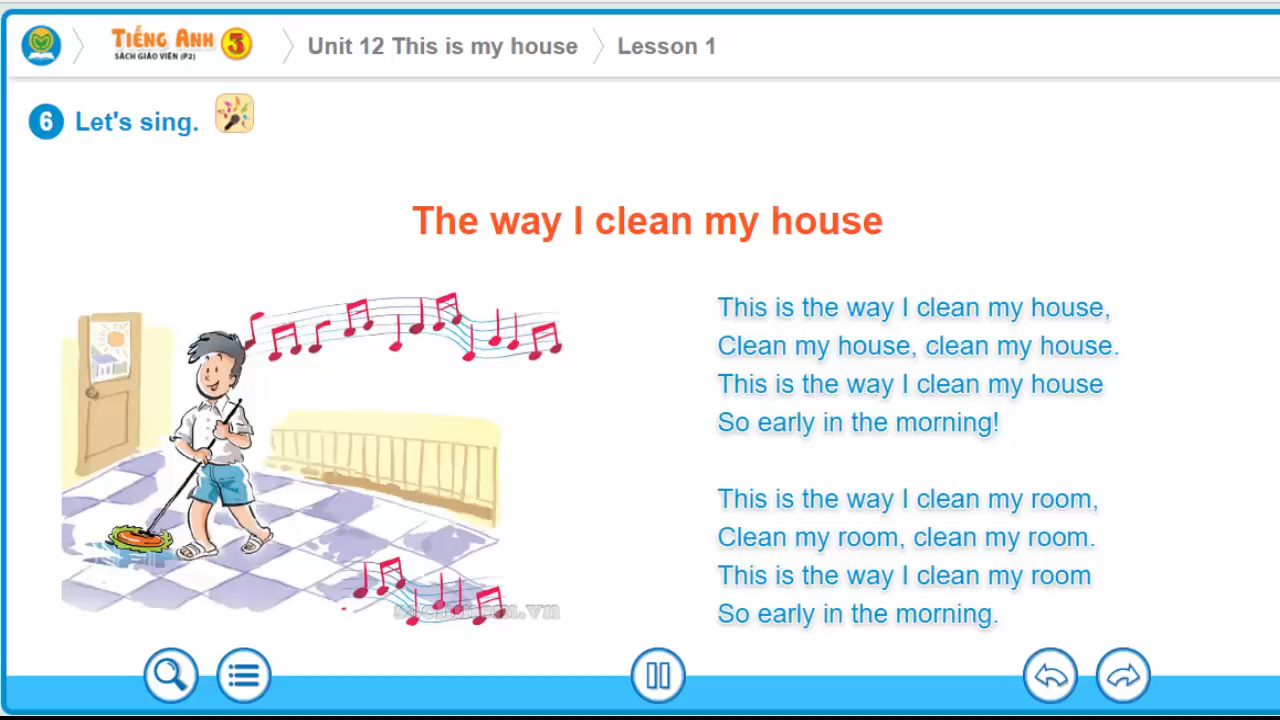 TIẾNG ANH 3
SÁCH GIÁO VIÊN (P2)
Unit 12 This is my house
Lesson 1
6 Let's sing.
The way I clean my house
This is the way I clean my house,
Clean my house, clean my house.
This is the way I clean my house
So early in the morning!
This is the way I clean my room,
Clean my room, clean my room.
This is the way I clean my room
So early in the morning.